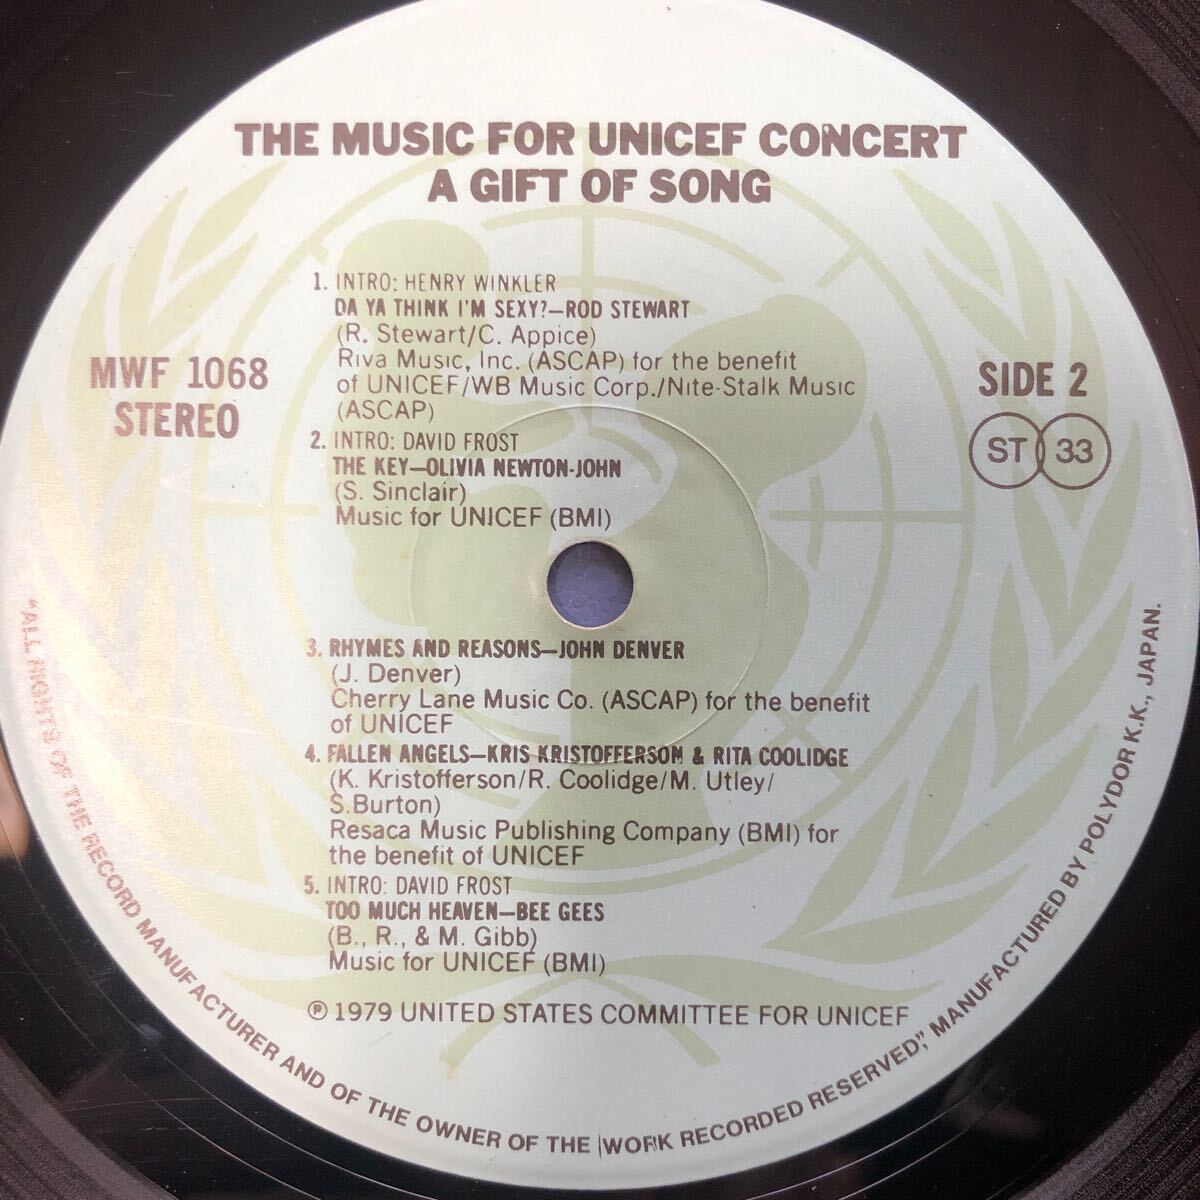 THE MUSIC FOR UNICEF CONCERT
A GIFT OF SONG
MWF 1068
STEREO
SIDE 2
ST 33
1. INTRO: HENRY WINKLER
DA YA THINK I'M SEXY?—ROD STEWART
(R. Stewart/C. Appice)
Riva Music, Inc. (ASCAP) for the benefit
of UNICEF/WB Music Corp./Nite-Stalk Music
(ASCAP)
2. INTRO: DAVID FROST
THE KEY—OLIVIA NEWTON-JOHN
(S. Sinclair)
Music for UNICEF (BMI)
3. RHYMES AND REASONS—JOHN DENVER
(J. Denver)
Cherry Lane Music Co. (ASCAP) for the benefit
of UNICEF
4. FALLEN ANGELS—KRIS KRISTOFFERSON & RITA COOLIDGE
(K. Kristofferson/R. Coolidge/M. Utley/
S.Burton)
Resaca Music Publishing Company (BMI) for
the benefit of UNICEF
5. INTRO: DAVID FROST
TOO MUCH HEAVEN—BEE GEES
(B., R., & M. Gibb)
Music for UNICEF (BMI)
℗ 1979 UNITED STATES COMMITTEE FOR UNICEF
"ALL RIGHTS OF THE RECORD MANUFACTURER AND OF THE OWNER OF THE WORK RECORDED RESERVED", MANUFACTURED BY POLYDOR K.K., JAPAN.